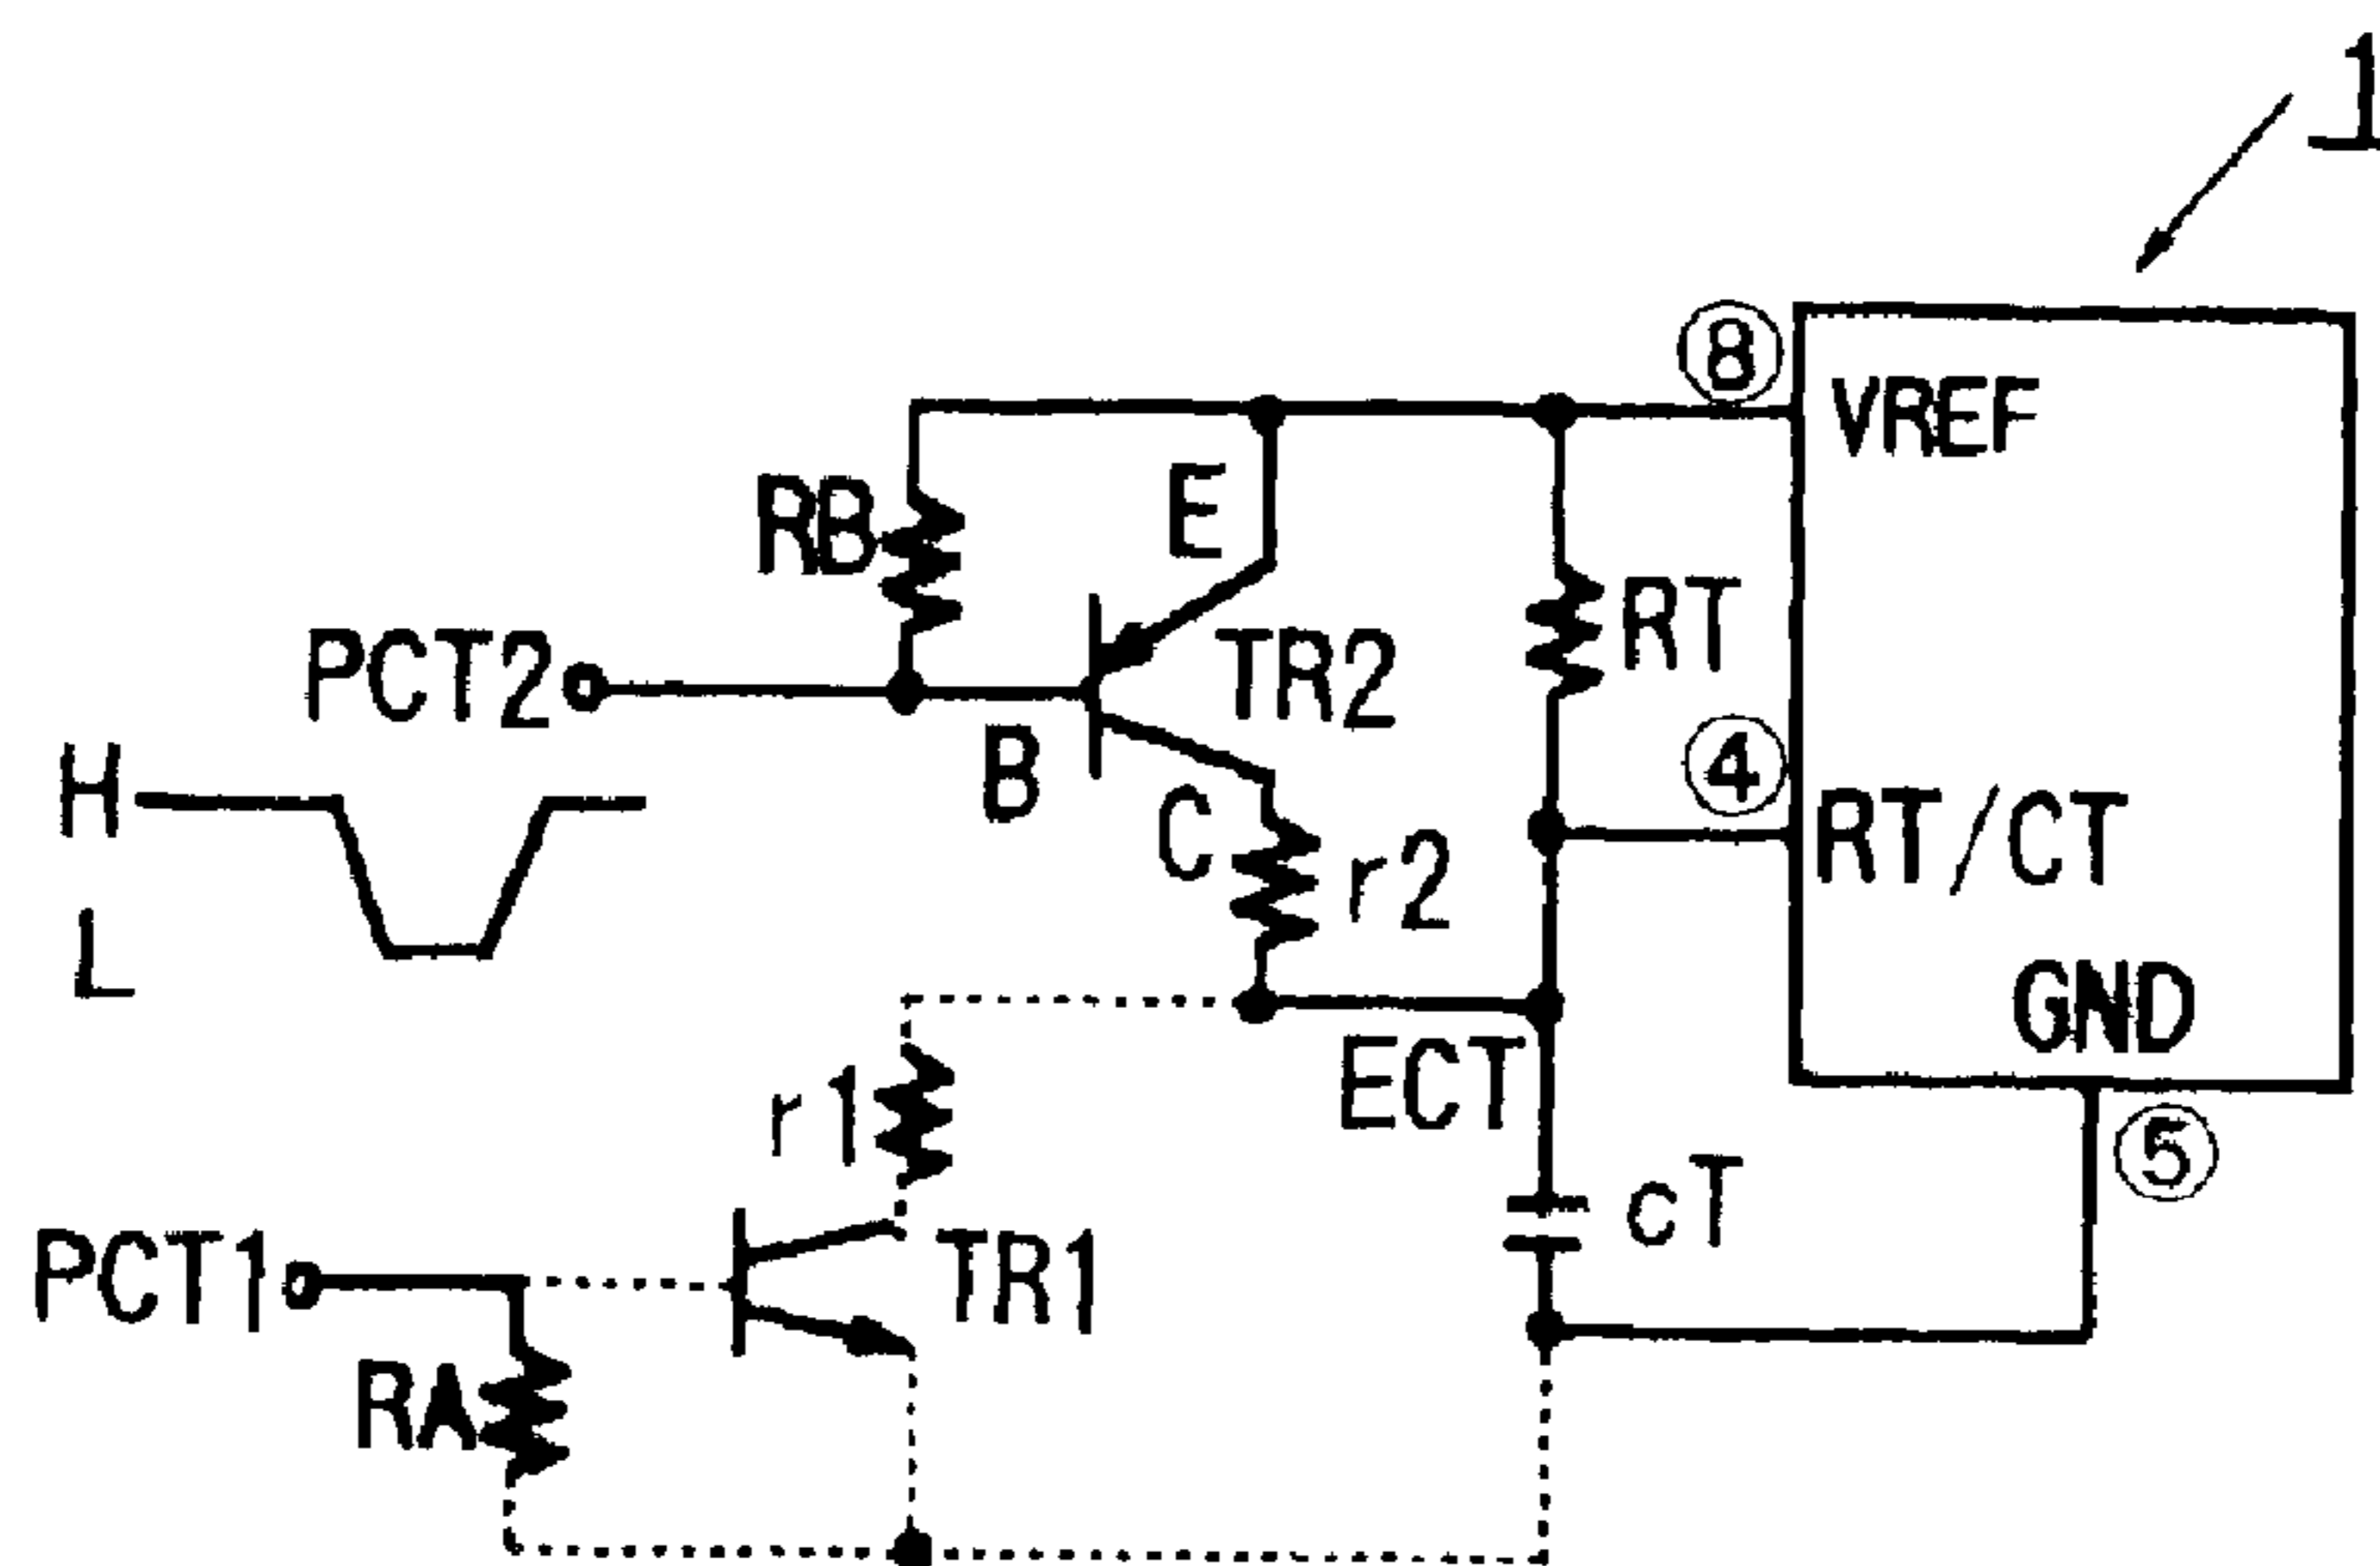 1
⑧
VREF
E
RB
RT
PCT2
TR2
B
④
H
C
RT/CT
r2
L
GND
ECT
r1
⑤
cT
PCT1
TR1
RA